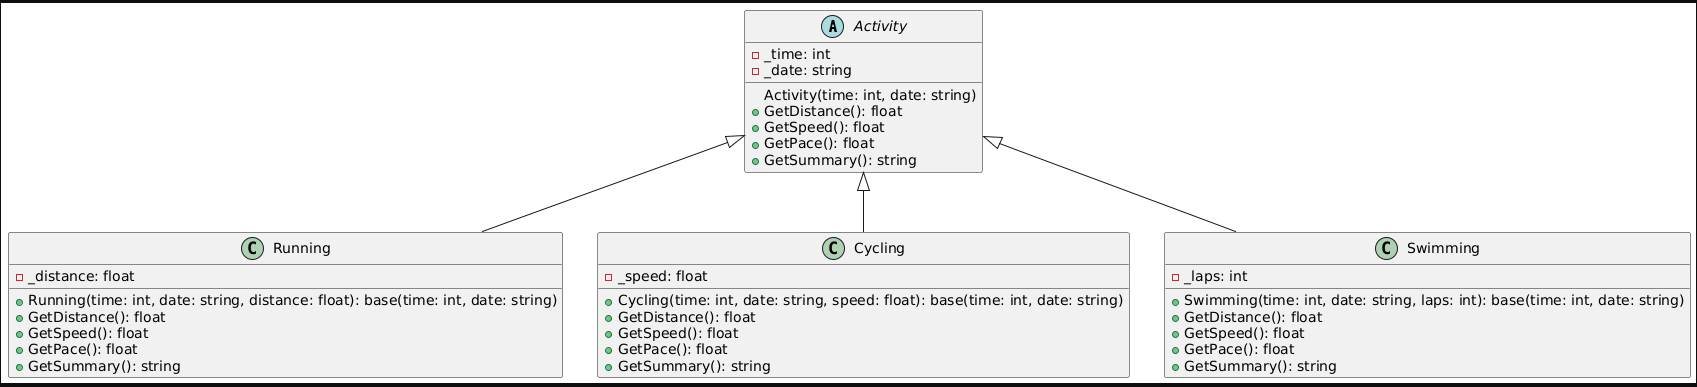 A Activity
_time: int
_date: string
Activity(time: int, date: string)
GetDistance(): float
GetSpeed(): float
GetPace(): float
GetSummary(): string
C Running
_distance: float
Running(time: int, date: string, distance: float): base(time: int, date: string)
GetDistance(): float
GetSpeed(): float
GetPace(): float
GetSummary(): string
C Cycling
_speed: float
Cycling(time: int, date: string, speed: float): base(time: int, date: string)
GetDistance(): float
GetSpeed(): float
GetPace(): float
GetSummary(): string
C Swimming
_laps: int
Swimming(time: int, date: string, laps: int): base(time: int, date: string)
GetDistance(): float
GetSpeed(): float
GetPace(): float
GetSummary(): string